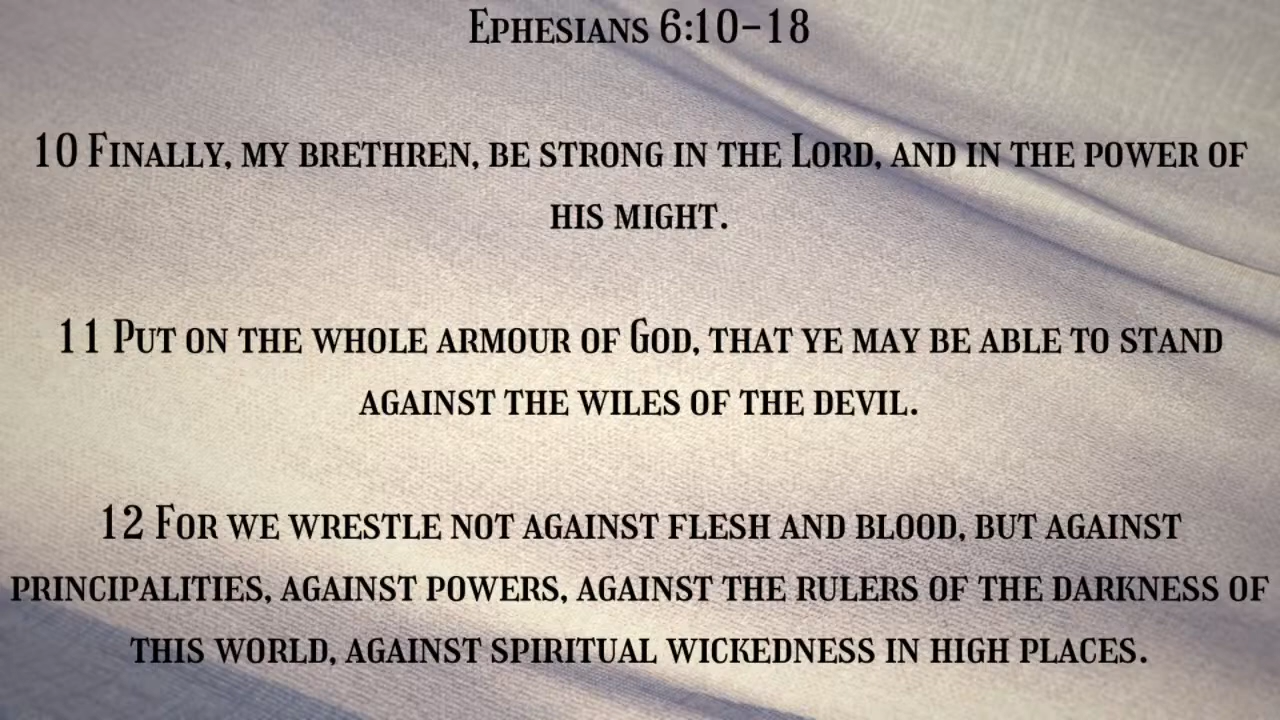 Ephesians 6:10-18
10 Finally, my brethren, be strong in the Lord, and in the power of
his might.
11 Put on the whole armour of God, that ye may be able to stand
against the wiles of the devil.
12 For we wrestle not against flesh and blood, but against
principalities, against powers, against the rulers of the darkness of
this world, against spiritual wickedness in high places.